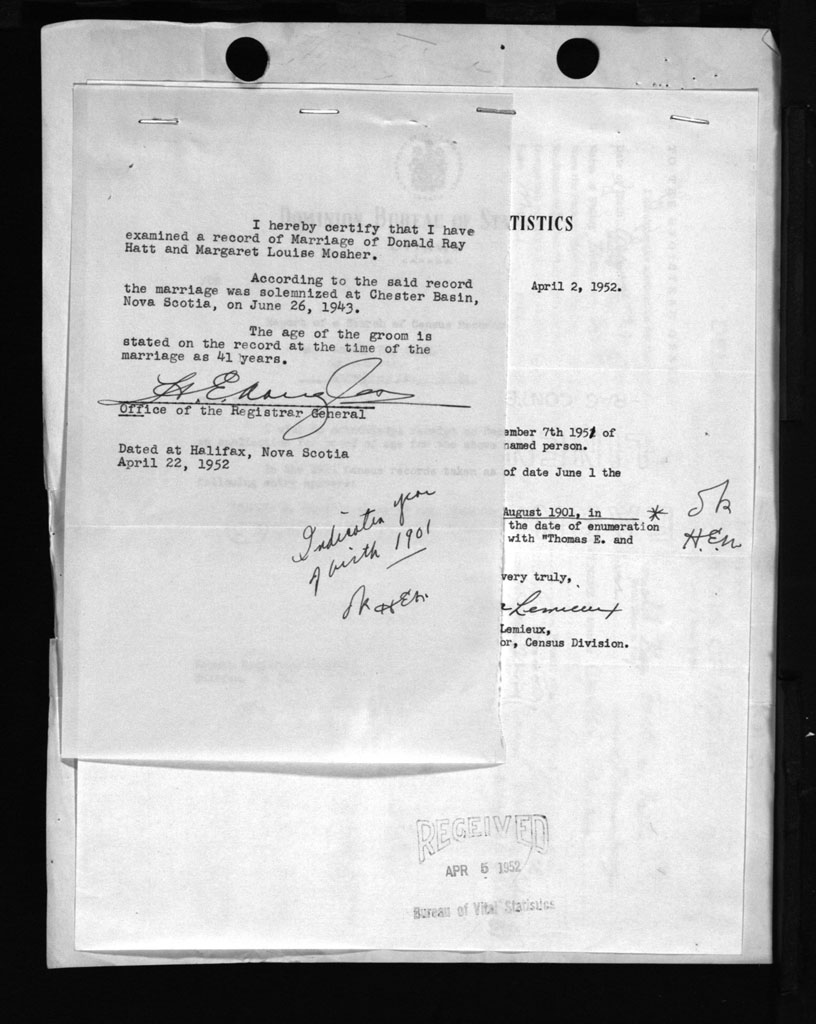 I hereby certify that I have
examined a record of Marriage of Donald Ray
Hatt and Margaret Louise Mosher.
According to the said record
the marriage was solemnized at Chester Basin,
Nova Scotia, on June 26, 1943.
The age of the groom is
stated on the record at the time of the
marriage as 41 years.
Office of the Registrar General
Dated at Halifax, Nova Scotia
April 22, 1952
Indicates year
of birth 1901
OK HEM.
TISTICS
April 2, 1952.
ember 7th 1951 of
named person.
of date June 1 the
August 1901, in *
the date of enumeration
with "Thomas E. and
very truly,
Lemieux
Lemieux,
or, Census Division.
OK
H.E.M
RECEIVED
APR 5 1952
Bureau of Vital Statistics